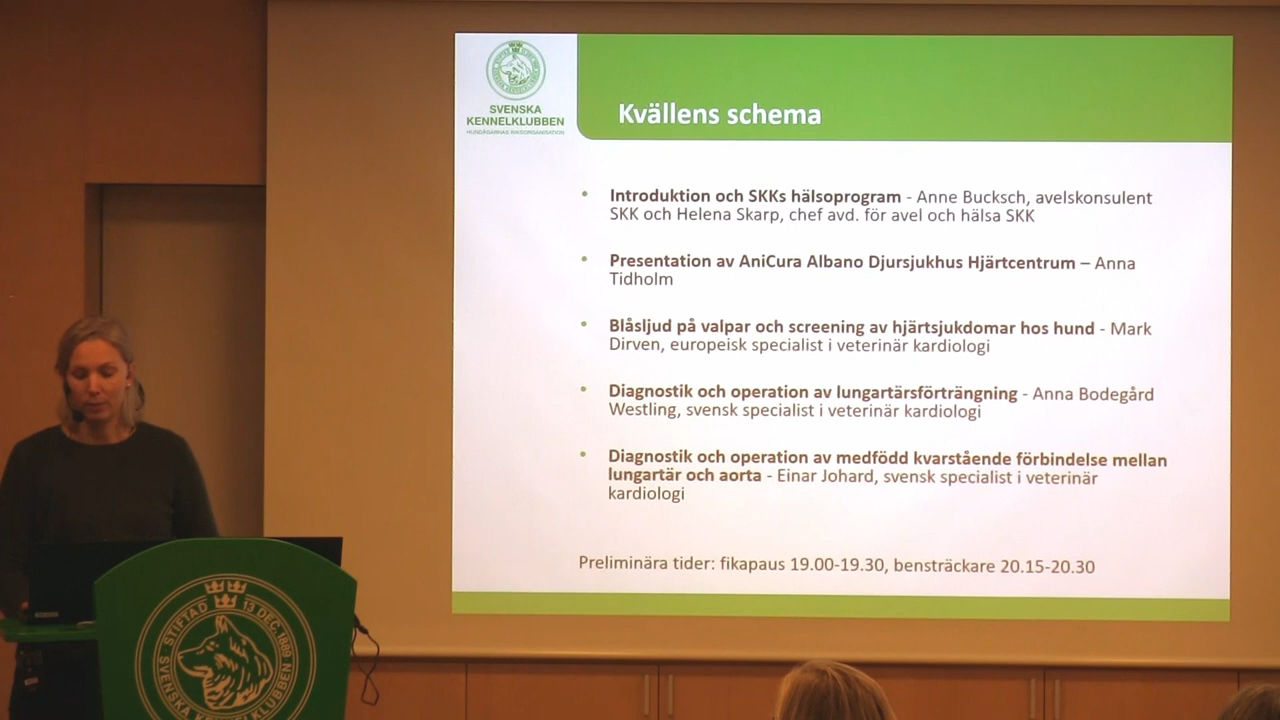 SVENSKA
KENNELKLUBBEN
HUNDÄGARNAS RIKSORGANISATION
Kvällens schema
• Introduktion och SKKs hälsoprogram - Anne Bucksch, avelskonsulent
SKK och Helena Skarp, chef avd. för avel och hälsa SKK
• Presentation av AniCura Albano Djursjukhus Hjärtcentrum – Anna
Tidholm
• Blåsljud på valpar och screening av hjärtsjukdomar hos hund - Mark
Dirven, europeisk specialist i veterinär kardiologi
• Diagnostik och operation av lungartärsförträngning - Anna Bodegård
Westling, svensk specialist i veterinär kardiologi
• Diagnostik och operation av medfödd kvarstående förbindelse mellan
lungartär och aorta - Einar Johard, svensk specialist i veterinär
kardiologi
Preliminära tider: fikapaus 19.00-19.30, bensträckare 20.15-20.30
STIFTAD 13 DEC. 1889
SVENSKA KENNELKLUBBEN